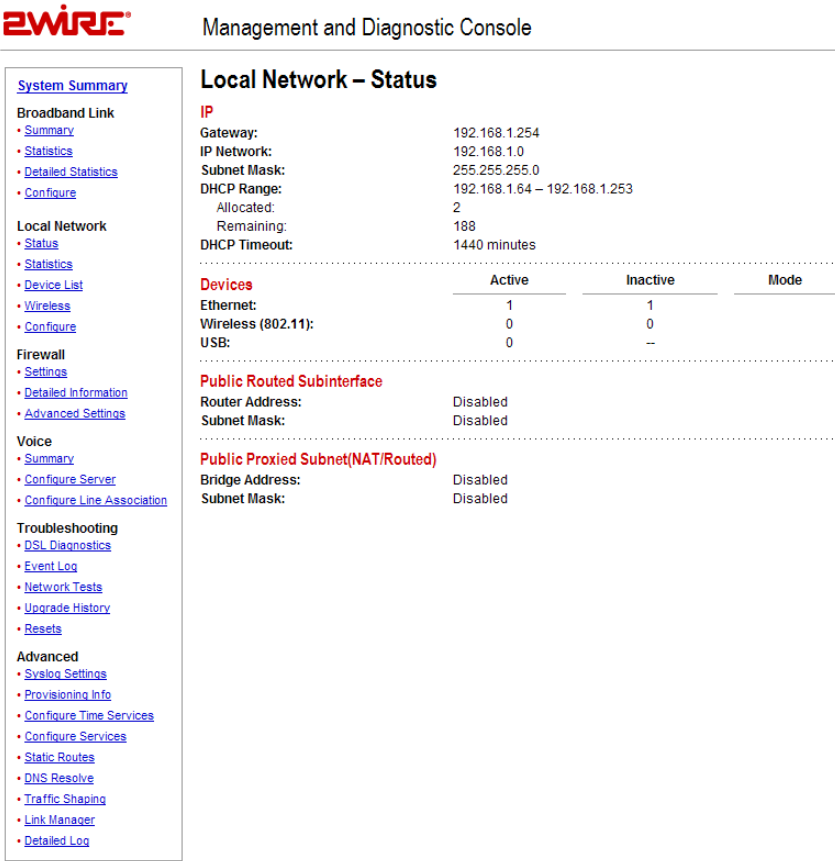 2WIRE
Management and Diagnostic Console
System Summary
Broadband Link
• Summary
• Statistics
• Detailed Statistics
• Configure
Local Network
• Status
• Statistics
• Device List
• Wireless
• Configure
Firewall
• Settings
• Detailed Information
• Advanced Settings
Voice
• Summary
• Configure Server
• Configure Line Association
Troubleshooting
• DSL Diagnostics
• Event Log
• Network Tests
• Upgrade History
• Resets
Advanced
• Syslog Settings
• Provisioning Info
• Configure Time Services
• Configure Services
• Static Routes
• DNS Resolve
• Traffic Shaping
• Link Manager
• Detailed Log
Local Network – Status
IP
Gateway: 192.168.1.254
IP Network: 192.168.1.0
Subnet Mask: 255.255.255.0
DHCP Range: 192.168.1.64 – 192.168.1.253
Allocated: 2
Remaining: 188
DHCP Timeout: 1440 minutes
Devices Active Inactive Mode
Ethernet: 1 1
Wireless (802.11): 0 0
USB: 0 --
Public Routed Subinterface
Router Address: Disabled
Subnet Mask: Disabled
Public Proxied Subnet(NAT/Routed)
Bridge Address: Disabled
Subnet Mask: Disabled